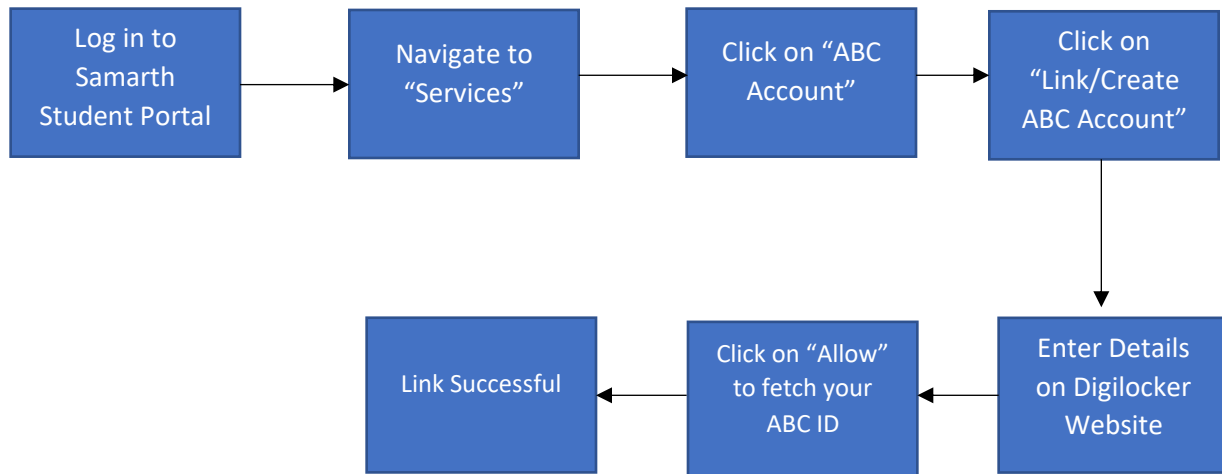 Log in to
Samarth
Student Portal
Navigate to
“Services”
Click on “ABC
Account”
Click on
“Link/Create
ABC Account”
Enter Details
on Digilocker
Website
Click on “Allow”
to fetch your
ABC ID
Link Successful